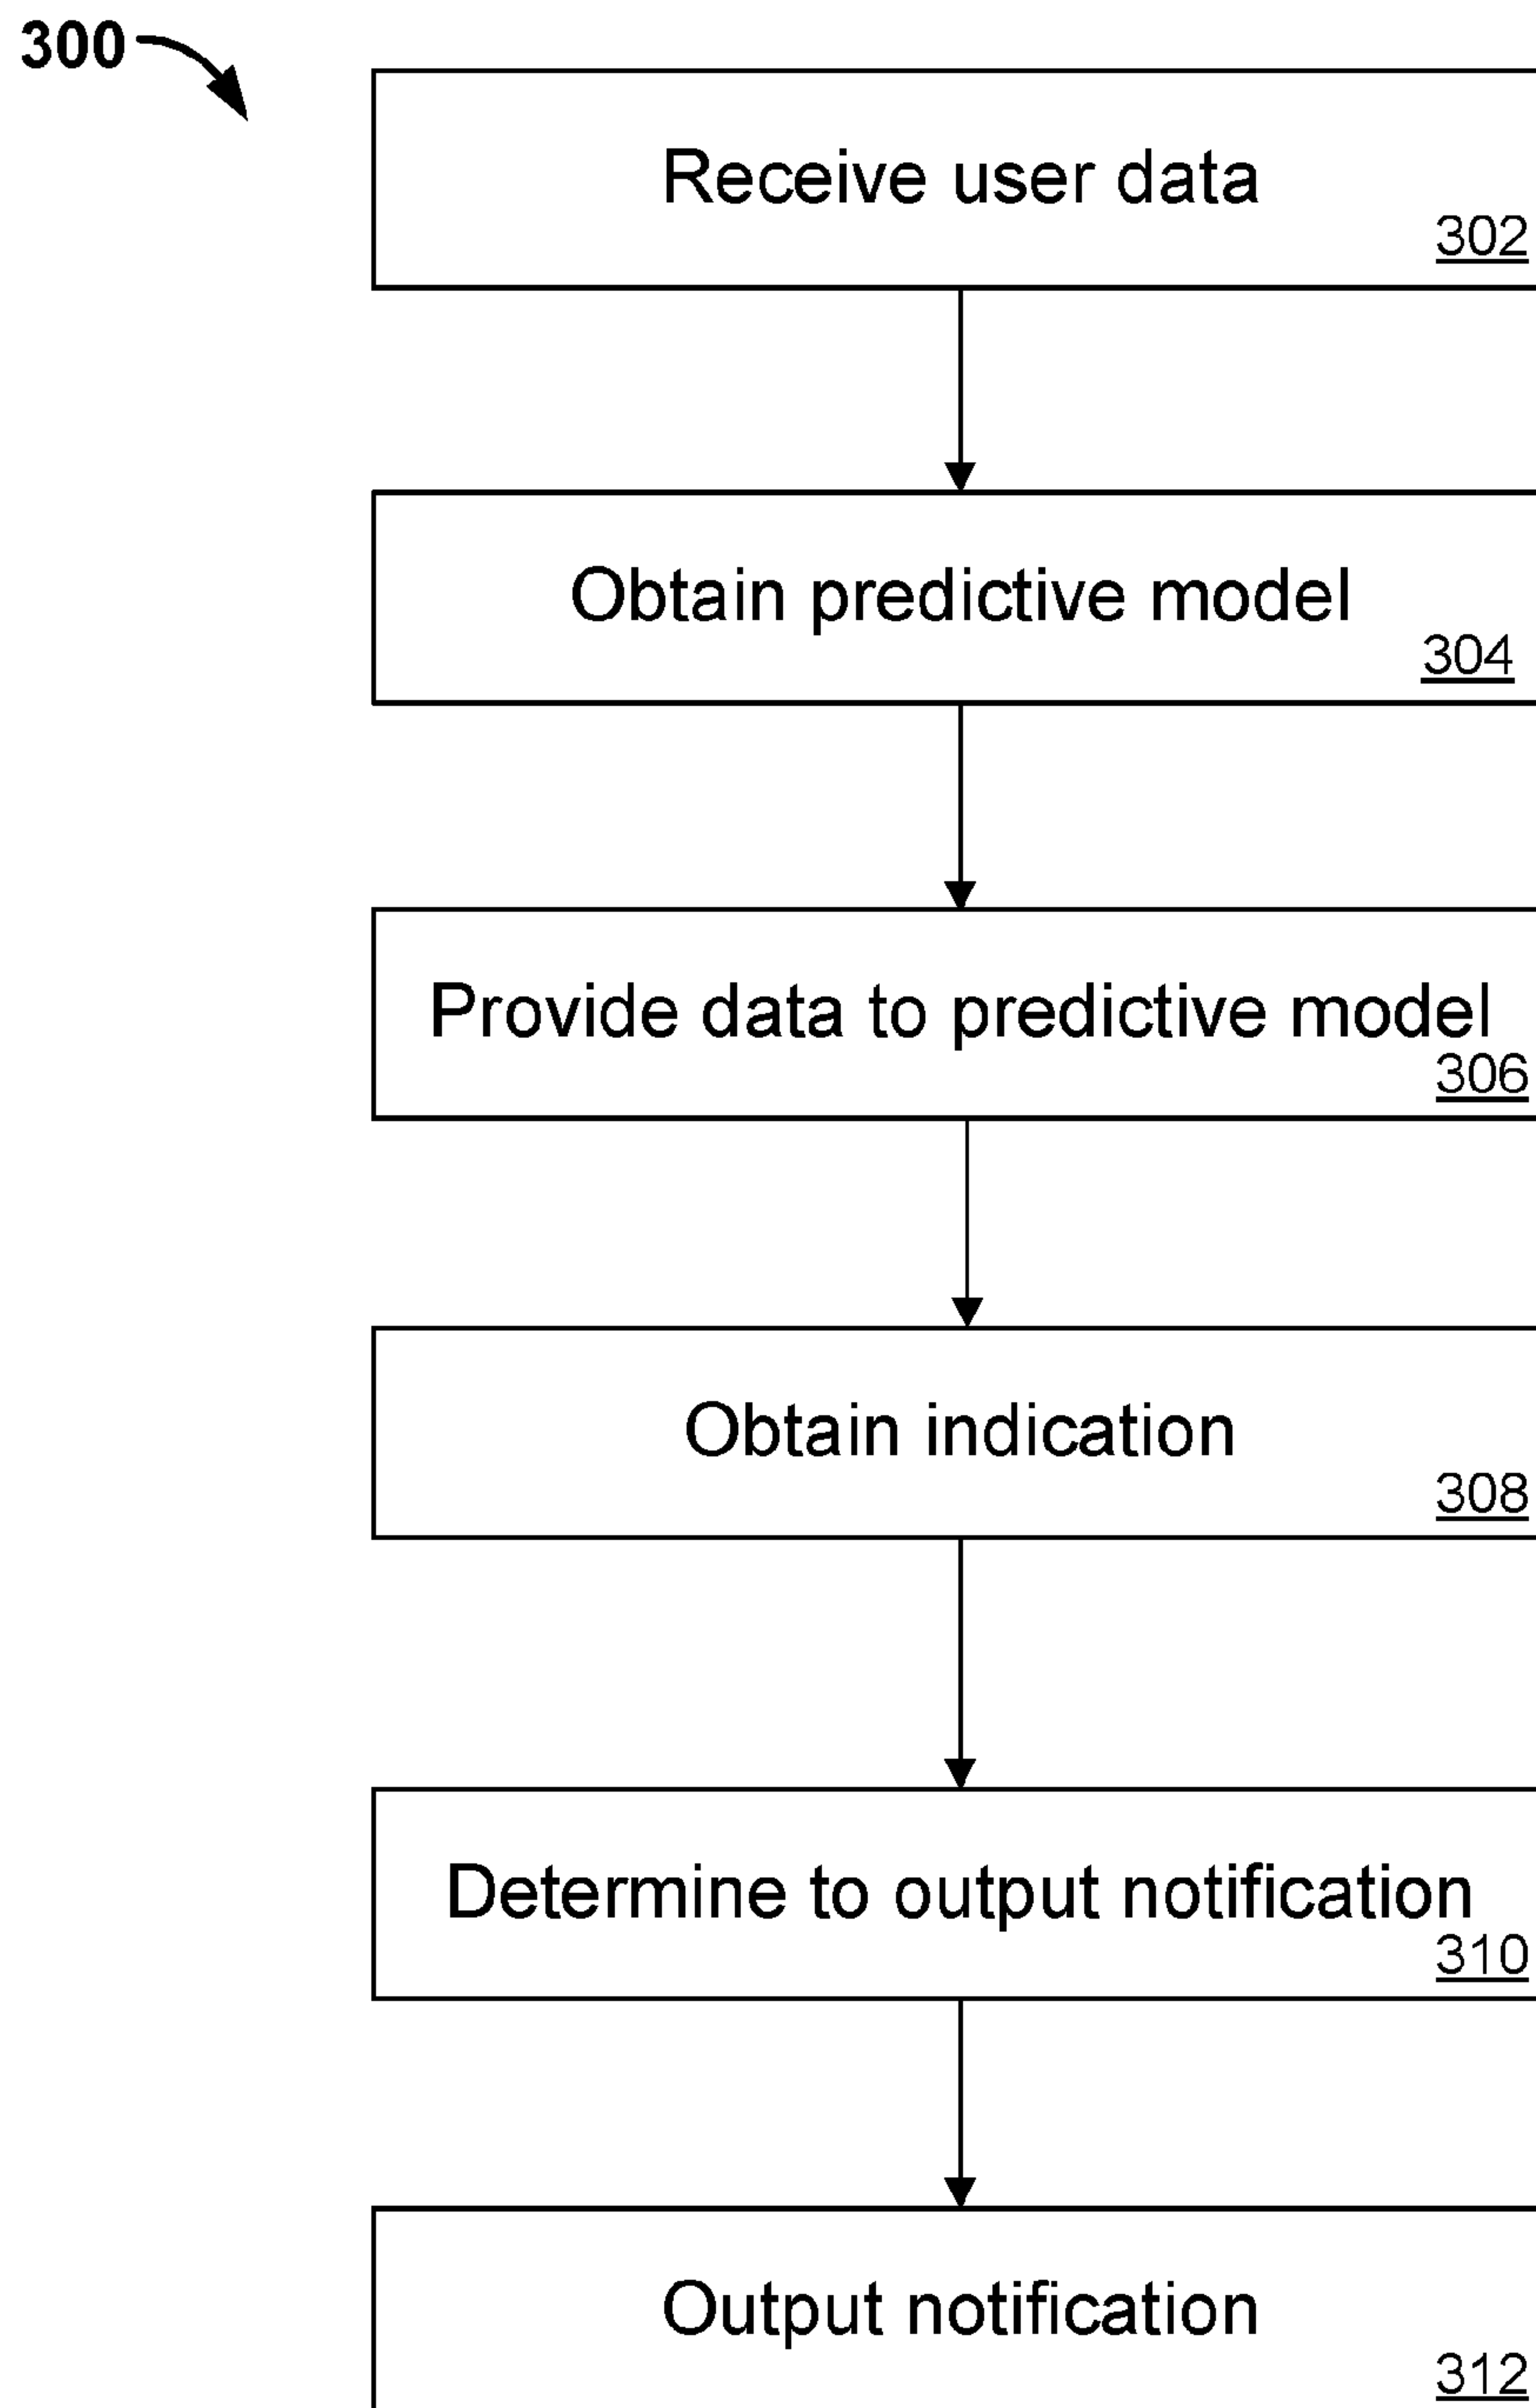 300
Receive user data
302
Obtain predictive model
304
Provide data to predictive model
306
Obtain indication
308
Determine to output notification
310
Output notification
312